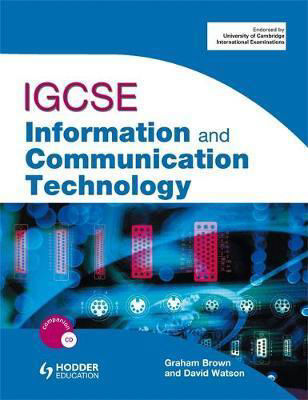 Endorsed by
University of Cambridge
International Examinations
IGCSE
Information and
Communication
Technology
companion
CD
HODDER
EDUCATION
Graham Brown
and David Watson